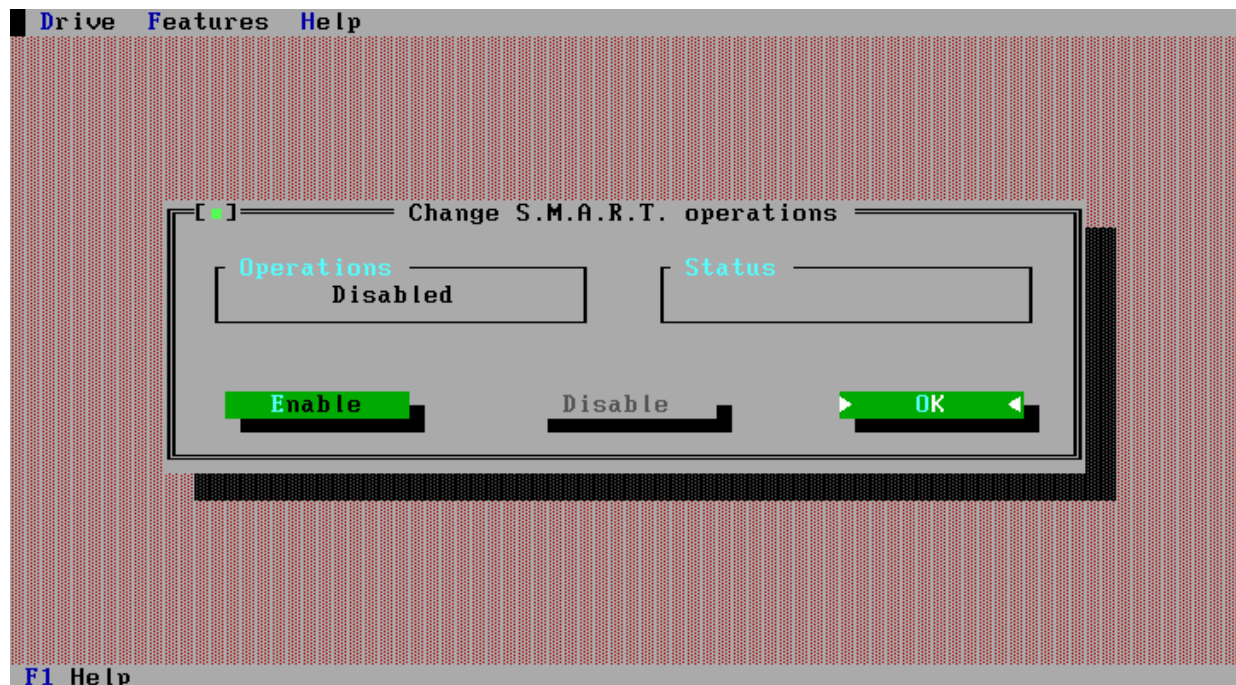 Drive Features Help
Change S.M.A.R.T. operations
Operations Status
Disabled
Enable Disable OK
F1 Help